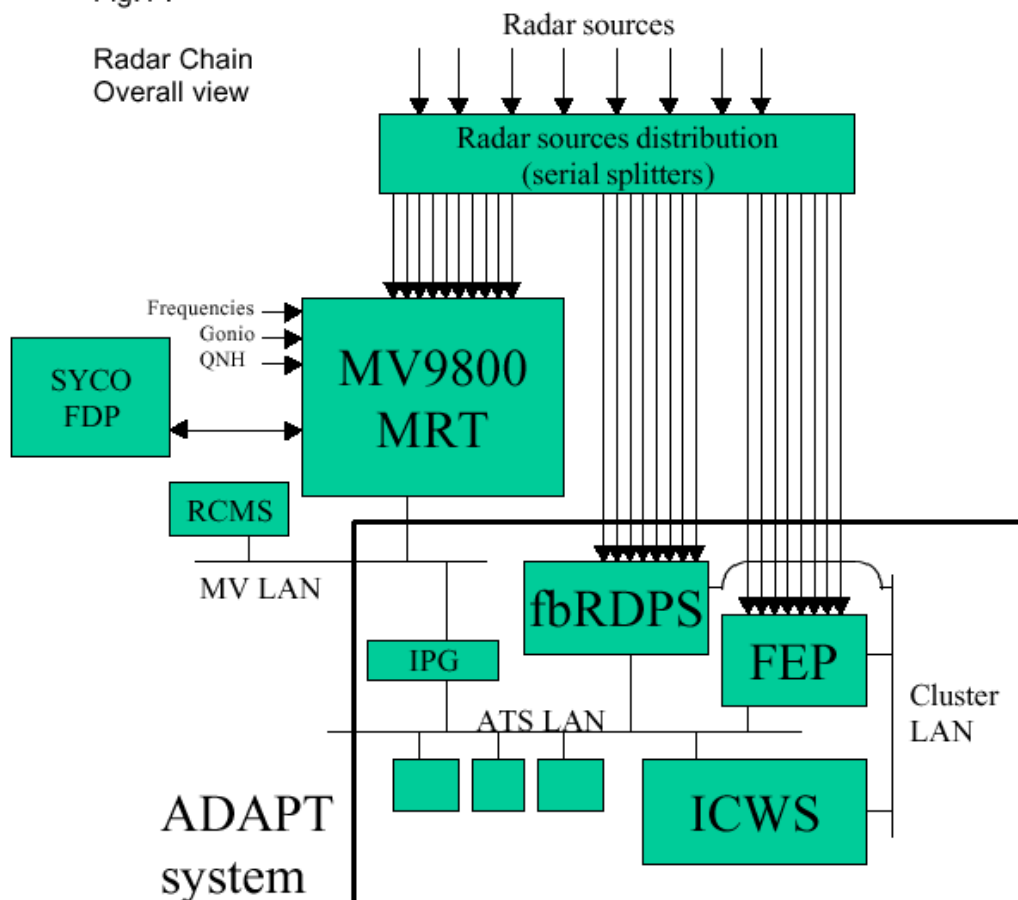 Radar Chain
Overall view
Radar sources
Radar sources distribution
(serial splitters)
Frequencies
Gonio
QNH
MV9800
MRT
SYCO
FDP
RCMS
MV LAN
fbRDPS
IPG
FEP
Cluster
LAN
ATS LAN
ICWS
ADAPT
system